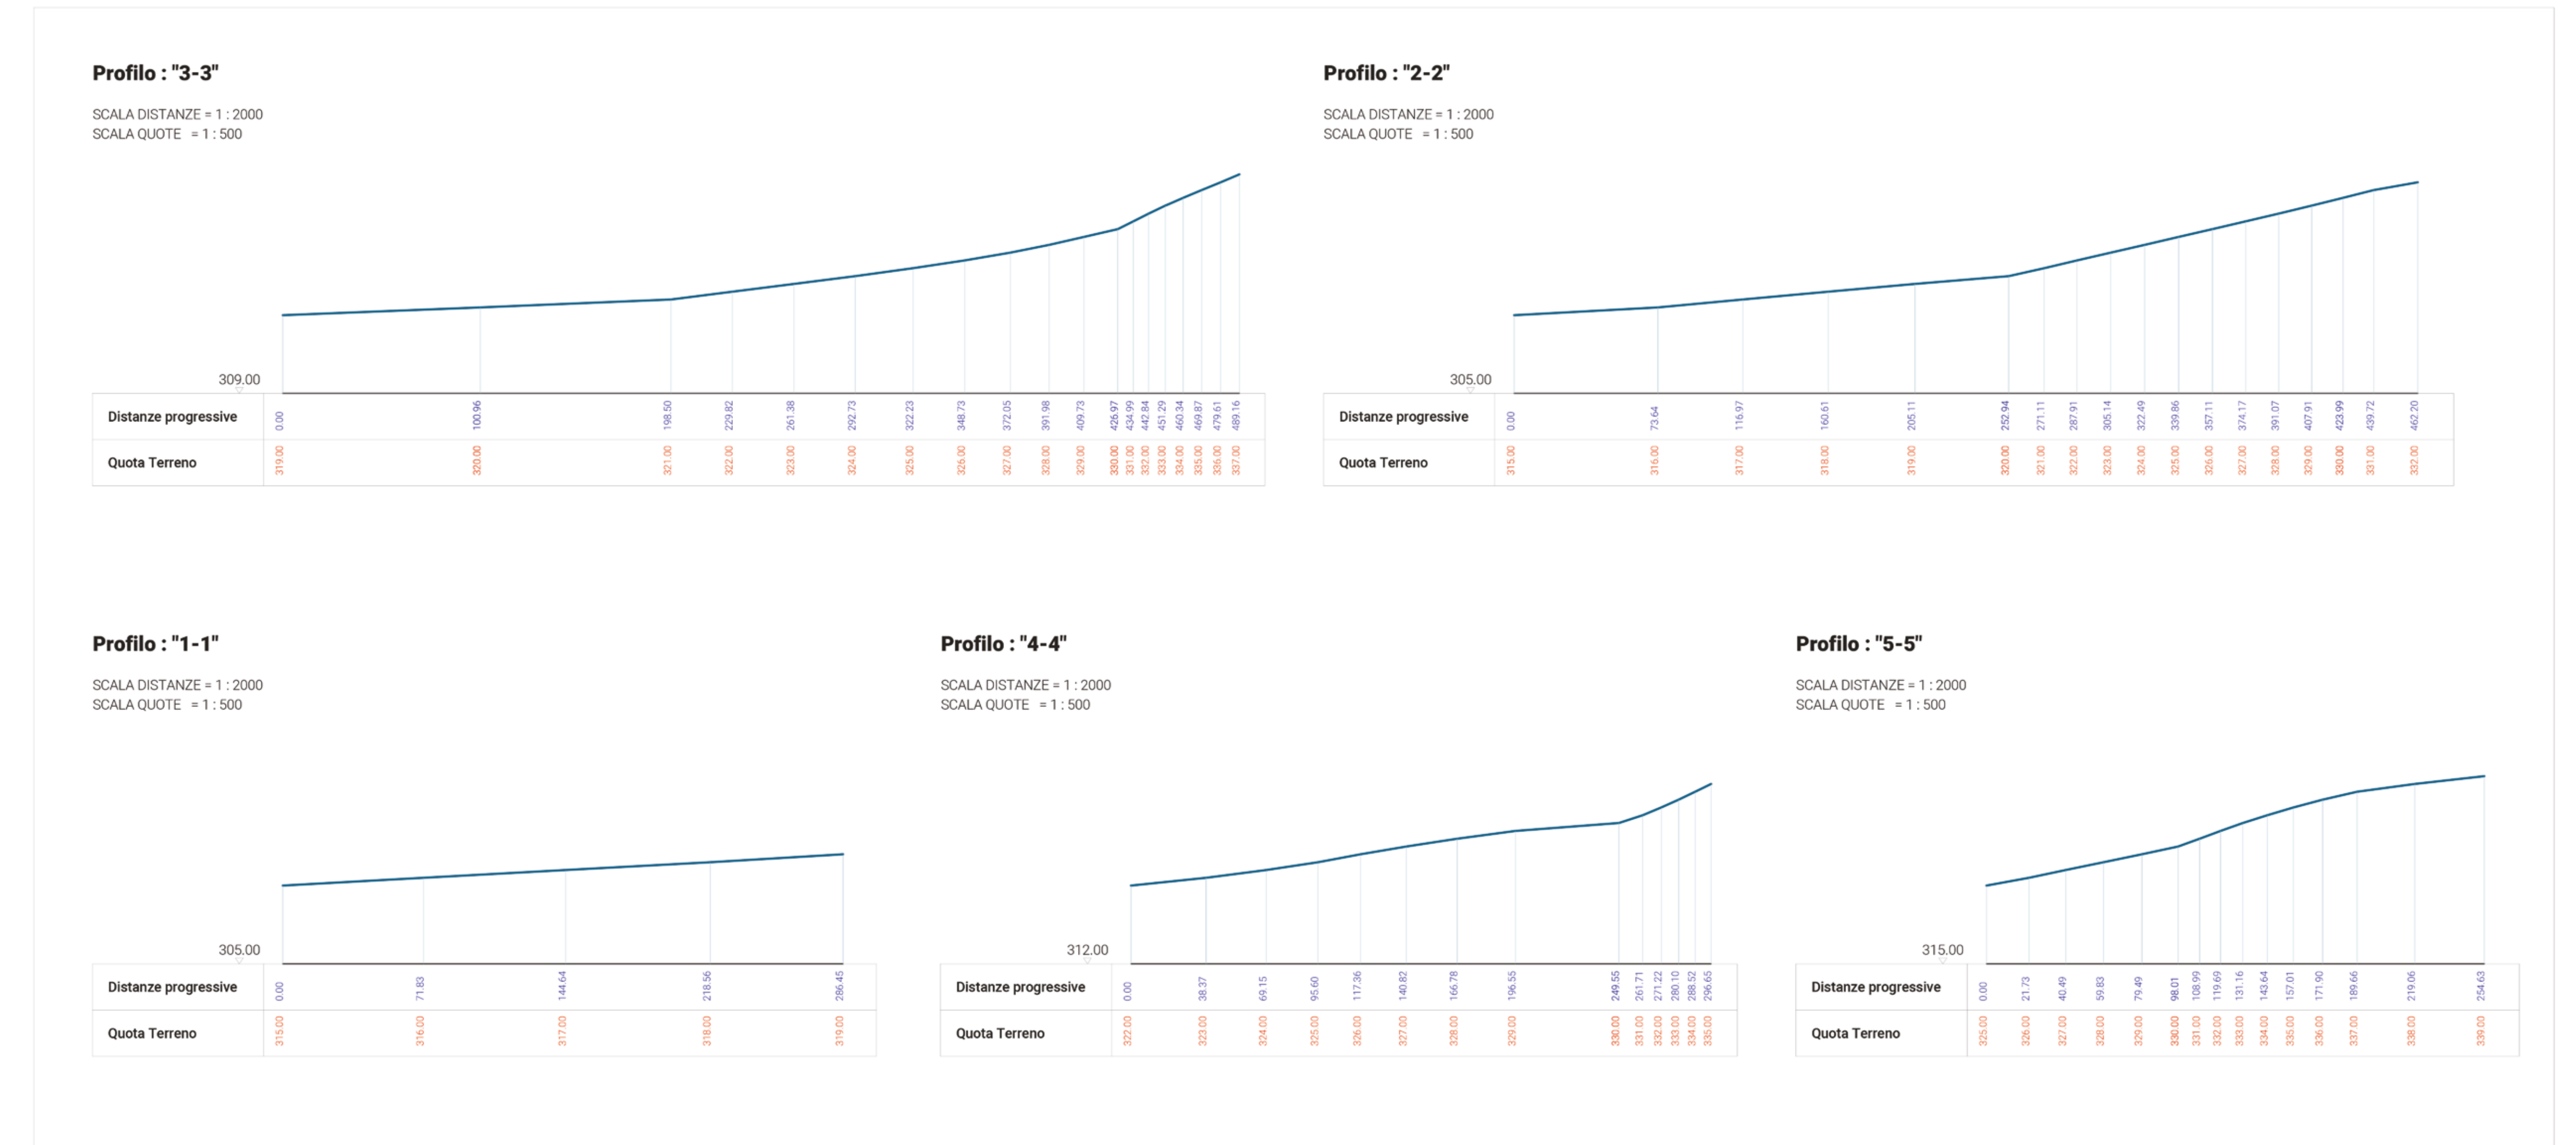 Profilo : "3-3"
SCALA DISTANZE = 1 : 2000
SCALA QUOTE = 1 : 500
309.00
Distanze progressive 0.00 100.96 198.50 229.82 261.38 292.73 322.23 348.73 372.05 391.98 409.73 426.97 434.99 442.84 451.29 460.34 469.87 479.61 489.16
Quota Terreno 319.00 320.00 321.00 322.00 323.00 324.00 325.00 326.00 327.00 328.00 329.00 330.00 331.00 332.00 333.00 334.00 335.00 336.00 337.00
Profilo : "2-2"
SCALA DISTANZE = 1 : 2000
SCALA QUOTE = 1 : 500
305.00
Distanze progressive 0.00 73.64 116.97 160.61 205.11 252.94 271.11 287.91 305.14 322.49 339.86 357.11 374.17 391.07 407.91 423.99 439.72 462.20
Quota Terreno 315.00 316.00 317.00 318.00 319.00 320.00 321.00 322.00 323.00 324.00 325.00 326.00 327.00 328.00 329.00 330.00 331.00 332.00
Profilo : "1-1"
SCALA DISTANZE = 1 : 2000
SCALA QUOTE = 1 : 500
305.00
Distanze progressive 0.00 71.83 144.64 218.56 286.45
Quota Terreno 315.00 316.00 317.00 318.00 319.00
Profilo : "4-4"
SCALA DISTANZE = 1 : 2000
SCALA QUOTE = 1 : 500
312.00
Distanze progressive 0.00 38.37 69.15 95.60 117.36 140.82 166.78 196.55 249.55 261.71 271.22 280.10 288.52 296.65
Quota Terreno 322.00 323.00 324.00 325.00 326.00 327.00 328.00 329.00 330.00 331.00 332.00 333.00 334.00 335.00
Profilo : "5-5"
SCALA DISTANZE = 1 : 2000
SCALA QUOTE = 1 : 500
315.00
Distanze progressive 0.00 21.73 40.49 59.83 79.49 98.01 108.99 119.69 131.16 143.64 157.01 171.90 189.66 219.06 254.63
Quota Terreno 325.00 326.00 327.00 328.00 329.00 330.00 331.00 332.00 333.00 334.00 335.00 336.00 337.00 338.00 339.00